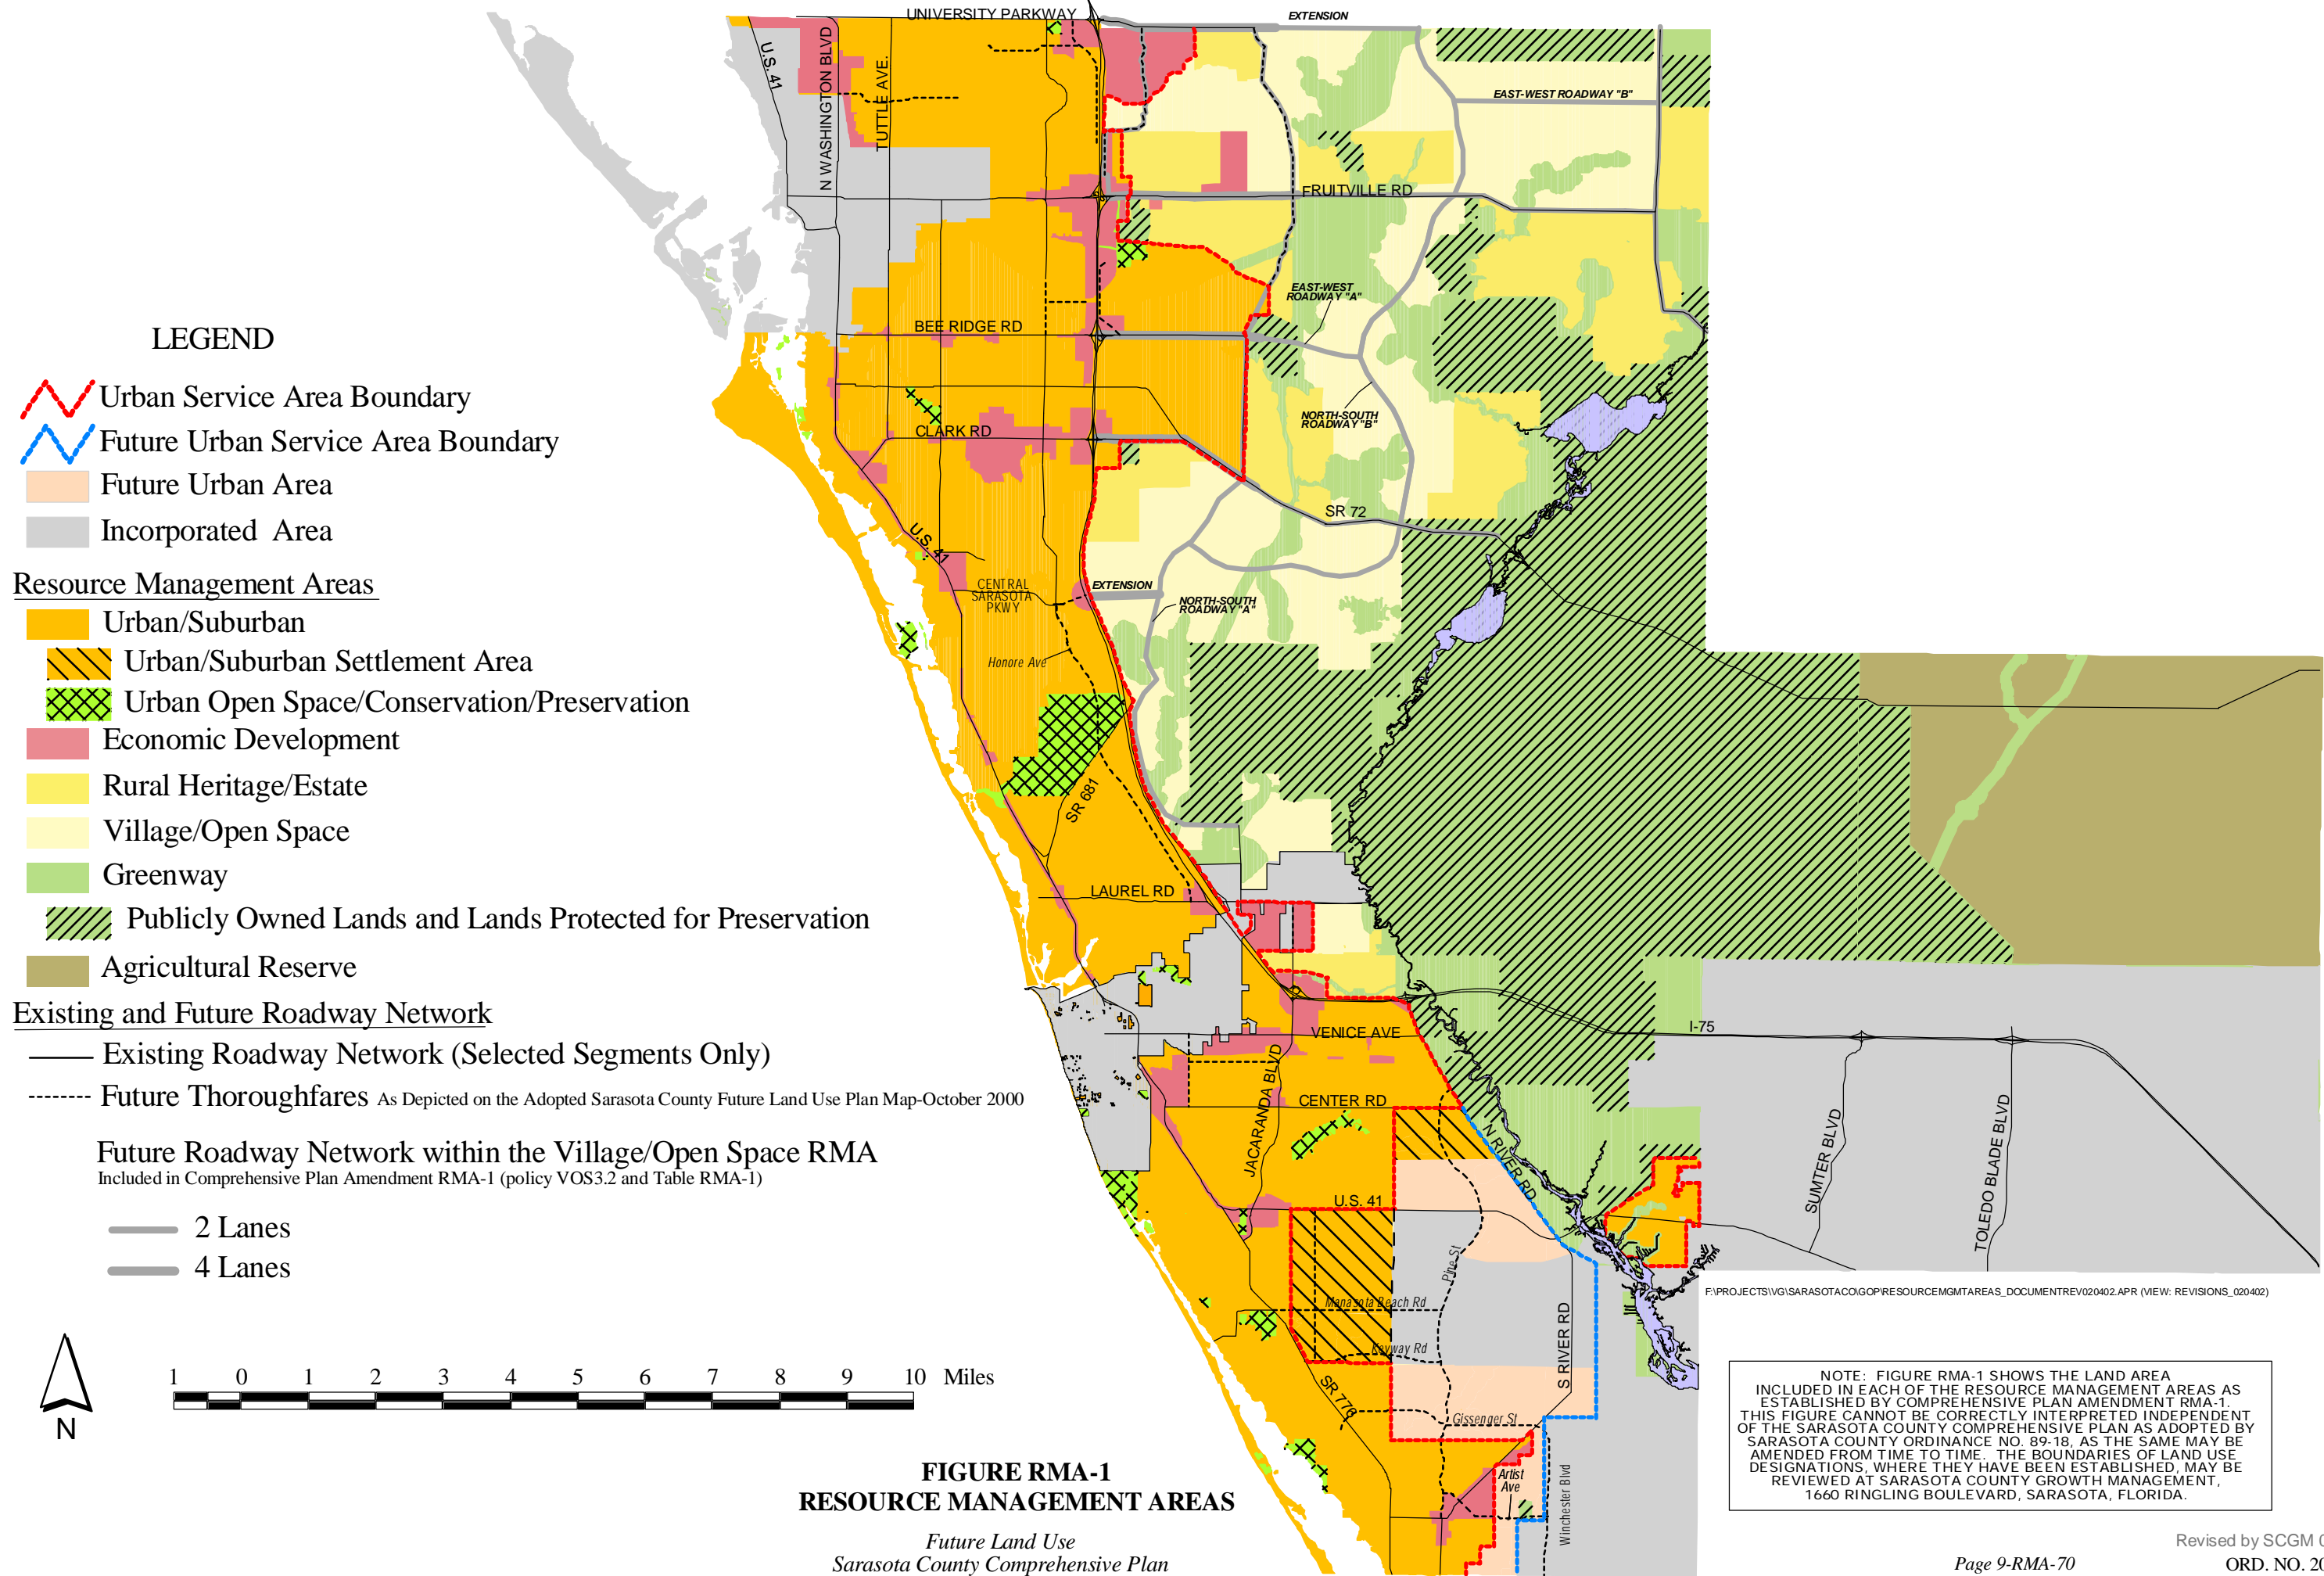 UNIVERSITY PARKWAY
EXTENSION
U.S. 41
N WASHINGTON BLVD
TUTTLE AVE.
EAST-WEST ROADWAY "B"
FRUITVILLE RD
EAST-WEST
ROADWAY "A"
BEE RIDGE RD
NORTH-SOUTH
ROADWAY "B"
CLARK RD
SR 72
U.S. 41
CENTRAL
SARASOTA
PKWY
EXTENSION
NORTH-SOUTH
ROADWAY "A"
Honore Ave
SR 681
LAUREL RD
I-75
VENICE AVE
JACARANDA BLVD
CENTER RD
N RIVER RD
SUMTER BLVD
TOLEDO BLADE BLVD
U.S. 41
Pine St
Manasota Beach Rd
Keyway Rd
S RIVER RD
SR 776
Gissenger St
Artist
Ave
Winchester Blvd
LEGEND
Urban Service Area Boundary
Future Urban Service Area Boundary
Future Urban Area
Incorporated Area
Resource Management Areas
Urban/Suburban
Urban/Suburban Settlement Area
Urban Open Space/Conservation/Preservation
Economic Development
Rural Heritage/Estate
Village/Open Space
Greenway
Publicly Owned Lands and Lands Protected for Preservation
Agricultural Reserve
Existing and Future Roadway Network
Existing Roadway Network (Selected Segments Only)
Future Thoroughfares As Depicted on the Adopted Sarasota County Future Land Use Plan Map-October 2000
Future Roadway Network within the Village/Open Space RMA
Included in Comprehensive Plan Amendment RMA-1 (policy VOS3.2 and Table RMA-1)
2 Lanes
4 Lanes
N
1 0 1 2 3 4 5 6 7 8 9 10 Miles
FIGURE RMA-1
RESOURCE MANAGEMENT AREAS
Future Land Use
Sarasota County Comprehensive Plan
F:\PROJECTS\VG\SARASOTACO\GOP\RESOURCEMGMTAREAS_DOCUMENTREV020402.APR (VIEW: REVISIONS_020402)
NOTE: FIGURE RMA-1 SHOWS THE LAND AREA
INCLUDED IN EACH OF THE RESOURCE MANAGEMENT AREAS AS
ESTABLISHED BY COMPREHENSIVE PLAN AMENDMENT RMA-1.
THIS FIGURE CANNOT BE CORRECTLY INTERPRETED INDEPENDENT
OF THE SARASOTA COUNTY COMPREHENSIVE PLAN AS ADOPTED BY
SARASOTA COUNTY ORDINANCE NO. 89-18, AS THE SAME MAY BE
AMENDED FROM TIME TO TIME. THE BOUNDARIES OF LAND USE
DESIGNATIONS, WHERE THEY HAVE BEEN ESTABLISHED, MAY BE
REVIEWED AT SARASOTA COUNTY GROWTH MANAGEMENT,
1660 RINGLING BOULEVARD, SARASOTA, FLORIDA.
Revised by SCGM
Page 9-RMA-70
ORD. NO.